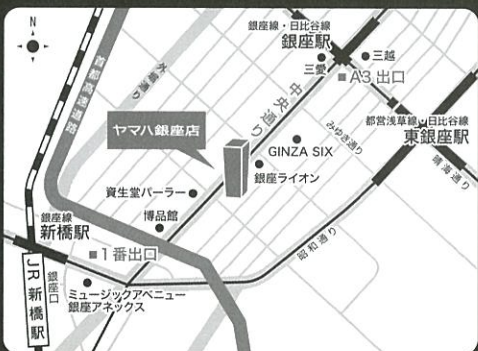 N
銀座線・日比谷線
銀座駅
三越
三愛
A3 出口
首都高速道路
外堀通り
中央通り
都営浅草線・日比谷線
東銀座駅
みゆき通り
晴海通り
ヤマハ銀座店
GINZA SIX
銀座ライオン
資生堂パーラー
博品館
銀座線
新橋駅
1番出口
昭和通り
銀座口
JR新橋駅
ミュージックアベニュー
銀座アネックス